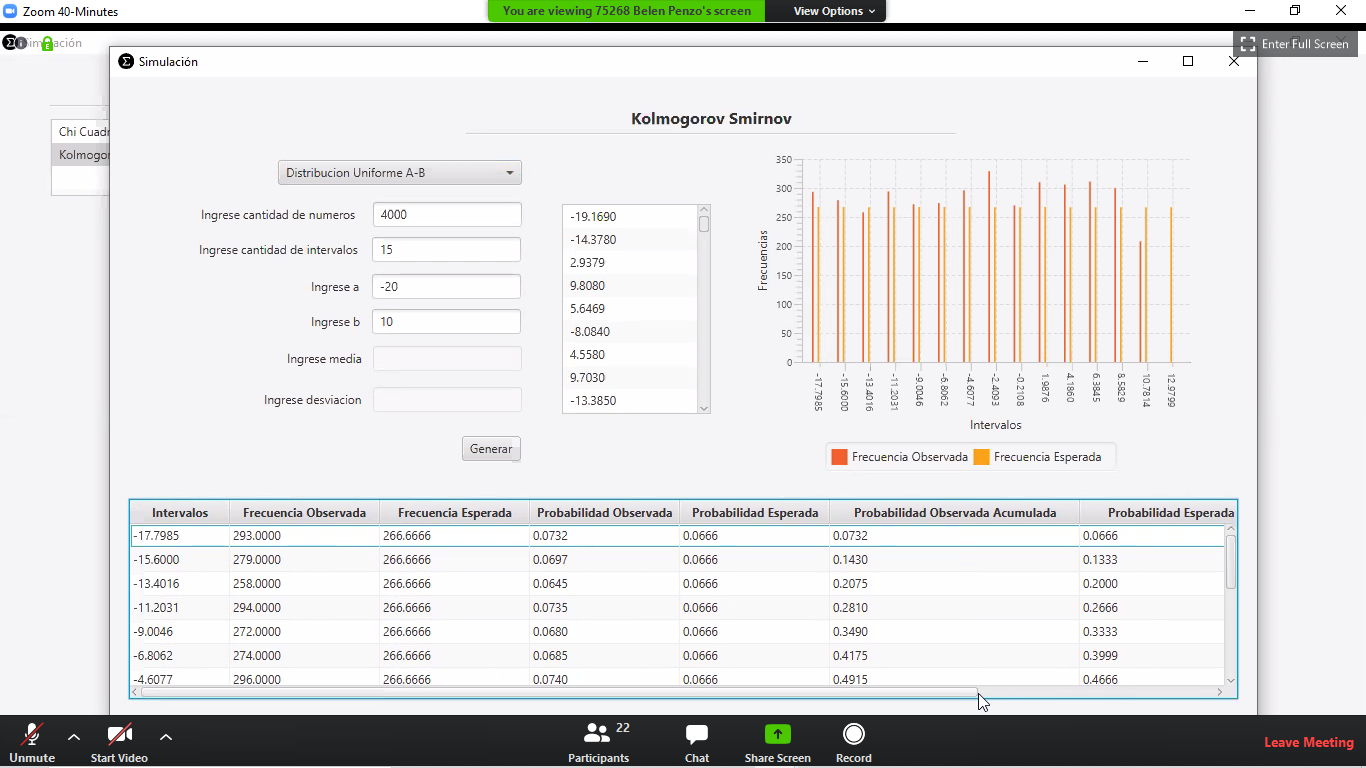 Zoom 40-Minutes
You are viewing 75268 Belen Penzo's screen
View Options
Enter Full Screen
Simulación
Chi Cuadr
Kolmogor
Kolmogorov Smirnov
Distribucion Uniforme A-B
Ingrese cantidad de numeros 4000
Ingrese cantidad de intervalos 15
Ingrese a -20
Ingrese b 10
Ingrese media
Ingrese desviacion
Generar
-19.1690
-14.3780
2.9379
9.8080
5.6469
-8.0840
4.5580
9.7030
-13.3850
Frecuencias
350
300
250
200
150
100
50
0
-17.7985 -15.6000 -13.4016 -11.2031 -9.0046 -6.8062 -4.6077 -2.4093 -0.2108 1.9876 4.1860 6.3845 8.5829 10.7814 12.9799
Intervalos
Frecuencia Observada Frecuencia Esperada
Intervalos Frecuencia Observada Frecuencia Esperada Probabilidad Observada Probabilidad Esperada Probabilidad Observada Acumulada Probabilidad Esperada
-17.7985 293.0000 266.6666 0.0732 0.0666 0.0732 0.0666
-15.6000 279.0000 266.6666 0.0697 0.0666 0.1430 0.1333
-13.4016 258.0000 266.6666 0.0645 0.0666 0.2075 0.2000
-11.2031 294.0000 266.6666 0.0735 0.0666 0.2810 0.2666
-9.0046 272.0000 266.6666 0.0680 0.0666 0.3490 0.3333
-6.8062 274.0000 266.6666 0.0685 0.0666 0.4175 0.3999
-4.6077 296.0000 266.6666 0.0740 0.0666 0.4915 0.4666
Unmute
Start Video
22
Participants
Chat
Share Screen
Record
Leave Meeting